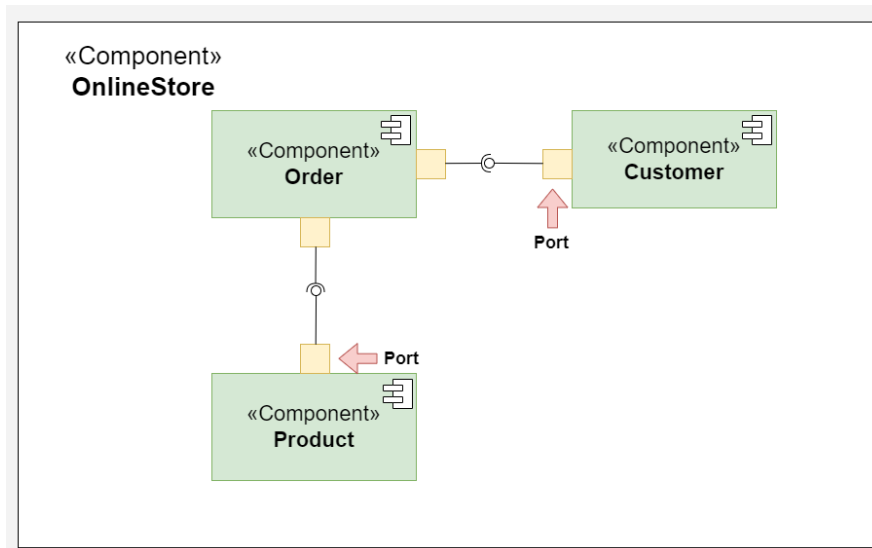 «Component»
OnlineStore
«Component»
Order
«Component»
Customer
Port
Port
«Component»
Product